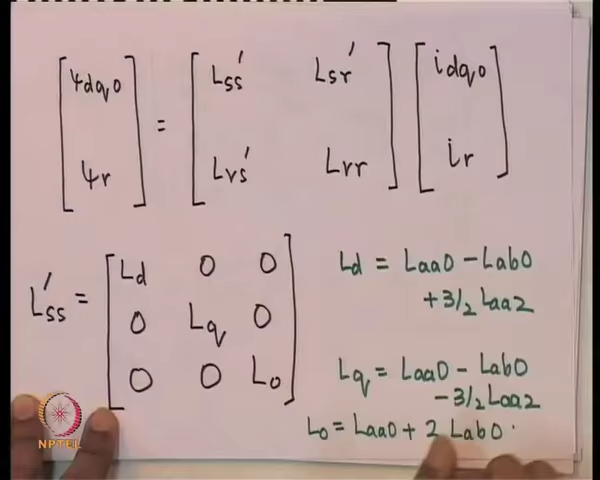 [ψdq0] = [Lss' Lsr'] [idq0]
[ψr] [Lrs' Lrr] [ir]
Lss' = [Ld 0 0
0 Lq 0
0 0 L0]
Ld = Laa0 - Lab0
+ 3/2 Laa2
Lq = Laa0 - Lab0
- 3/2 Laa2
L0 = Laa0 + 2 Lab0
NPTEL